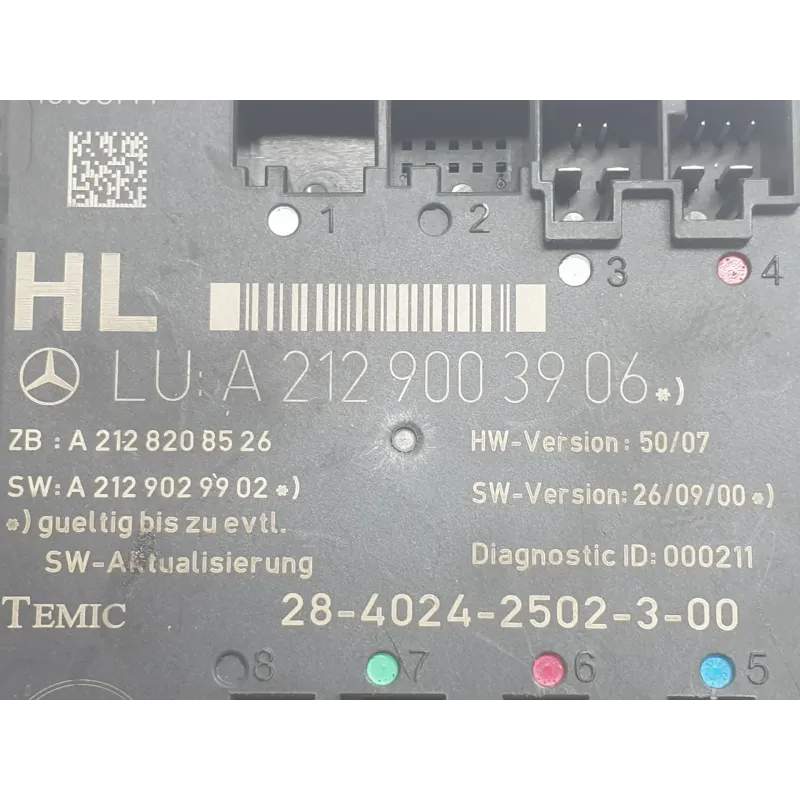 1 2
3 4
HL
LU: A 212 900 39 06 *)
ZB : A 212 820 85 26
HW-Version : 50/07
SW: A 212 902 99 02 *)
SW-Version: 26/09/00 *)
*) gueltig bis zu evtl.
SW-Aktualisierung
Diagnostic ID: 000211
TEMIC 28-4024-2502-3-00
8 7 6 5